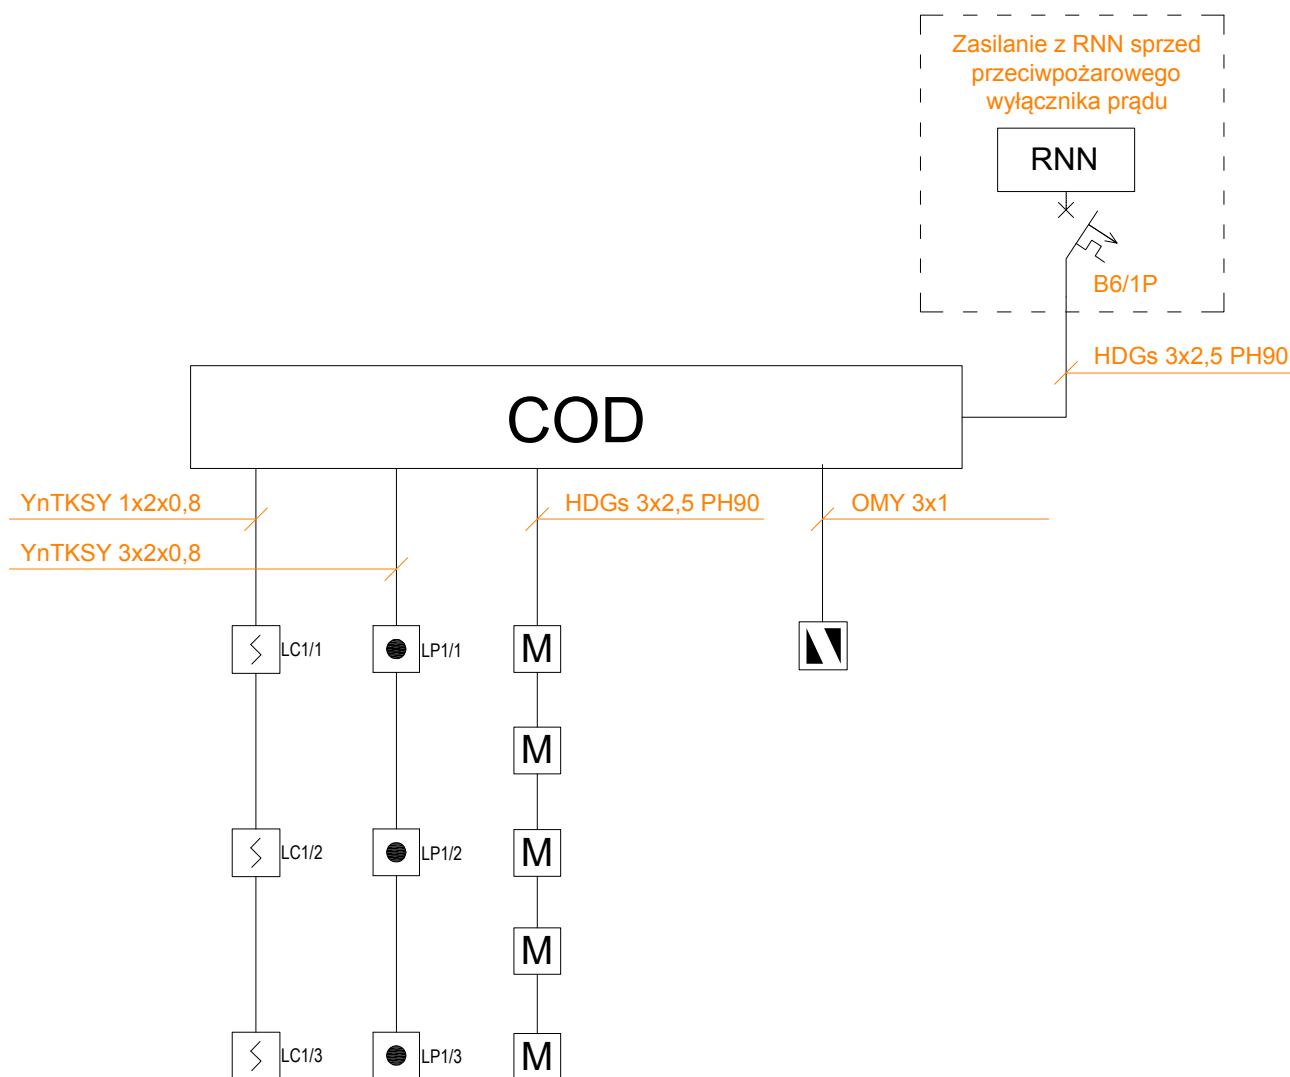 Zasilanie z RNN sprzed
przeciwpożarowego
wyłącznika prądu
RNN
B6/1P
HDGs 3x2,5 PH90
COD
YnTKSY 1x2x0,8
HDGs 3x2,5 PH90
OMY 3x1
YnTKSY 3x2x0,8
LC1/1
LP1/1
M
M
LC1/2
LP1/2
M
M
LC1/3
LP1/3
M